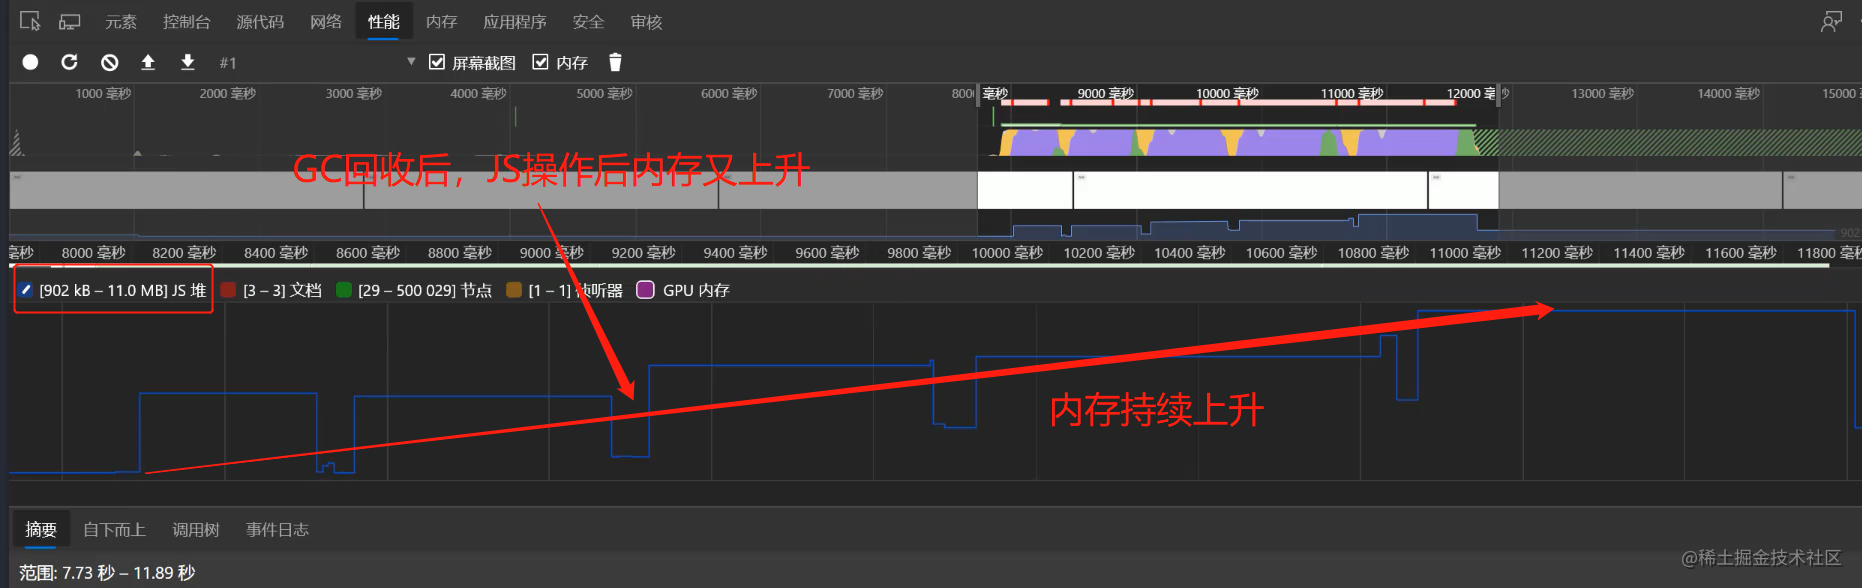 元素 控制台 源代码 网络 性能 内存 应用程序 安全 审核
#1 屏幕截图 内存
1000 毫秒 2000 毫秒 3000 毫秒 4000 毫秒 5000 毫秒 6000 毫秒 7000 毫秒 800 毫秒 9000 毫秒 10000 毫秒 11000 毫秒 12000 毫秒 13000 毫秒 14000 毫秒 15000
GC回收后，JS操作后内存又上升
902
毫秒 8000 毫秒 8200 毫秒 8400 毫秒 8600 毫秒 8800 毫秒 9000 毫秒 9200 毫秒 9400 毫秒 9600 毫秒 9800 毫秒 10000 毫秒 10200 毫秒 10400 毫秒 10600 毫秒 10800 毫秒 11000 毫秒 11200 毫秒 11400 毫秒 11600 毫秒 11800 毫秒
[902 kB – 11.0 MB] JS 堆 [3 – 3] 文档 [29 – 500 029] 节点 [1 – 1] 侦听器 GPU 内存
内存持续上升
摘要 自下而上 调用树 事件日志
@稀土掘金技术社区
范围: 7.73 秒 – 11.89 秒